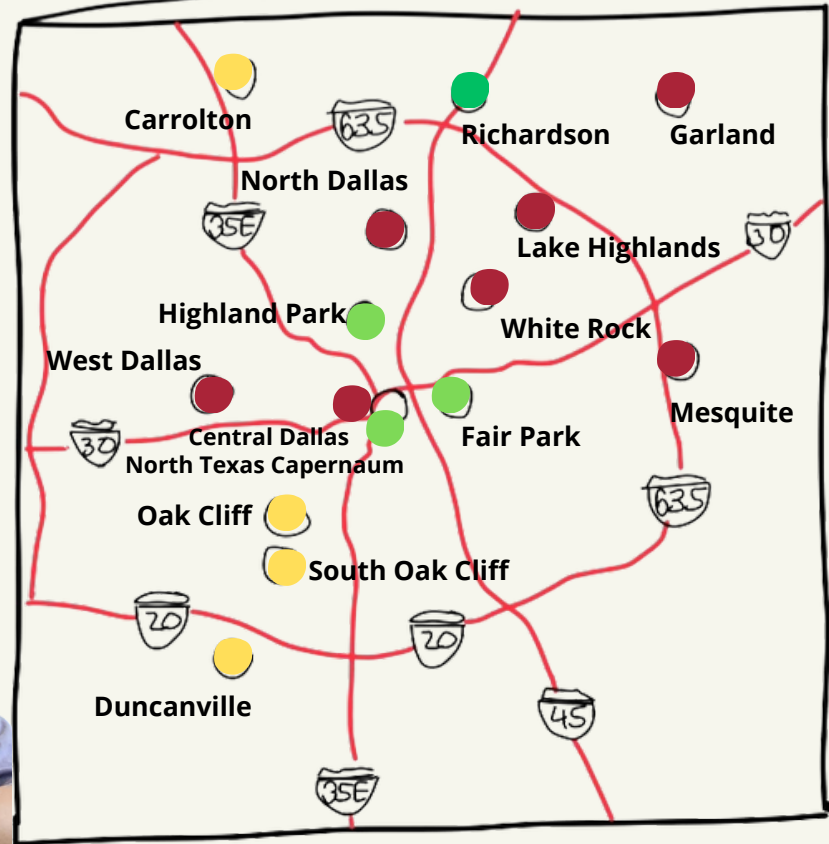 Carrolton
635
Richardson
Garland
North Dallas
35E
Lake Highlands
30
Highland Park
White Rock
West Dallas
Mesquite
30
Central Dallas
Fair Park
North Texas Capernaum
635
Oak Cliff
South Oak Cliff
20
20
Duncanville
45
35E